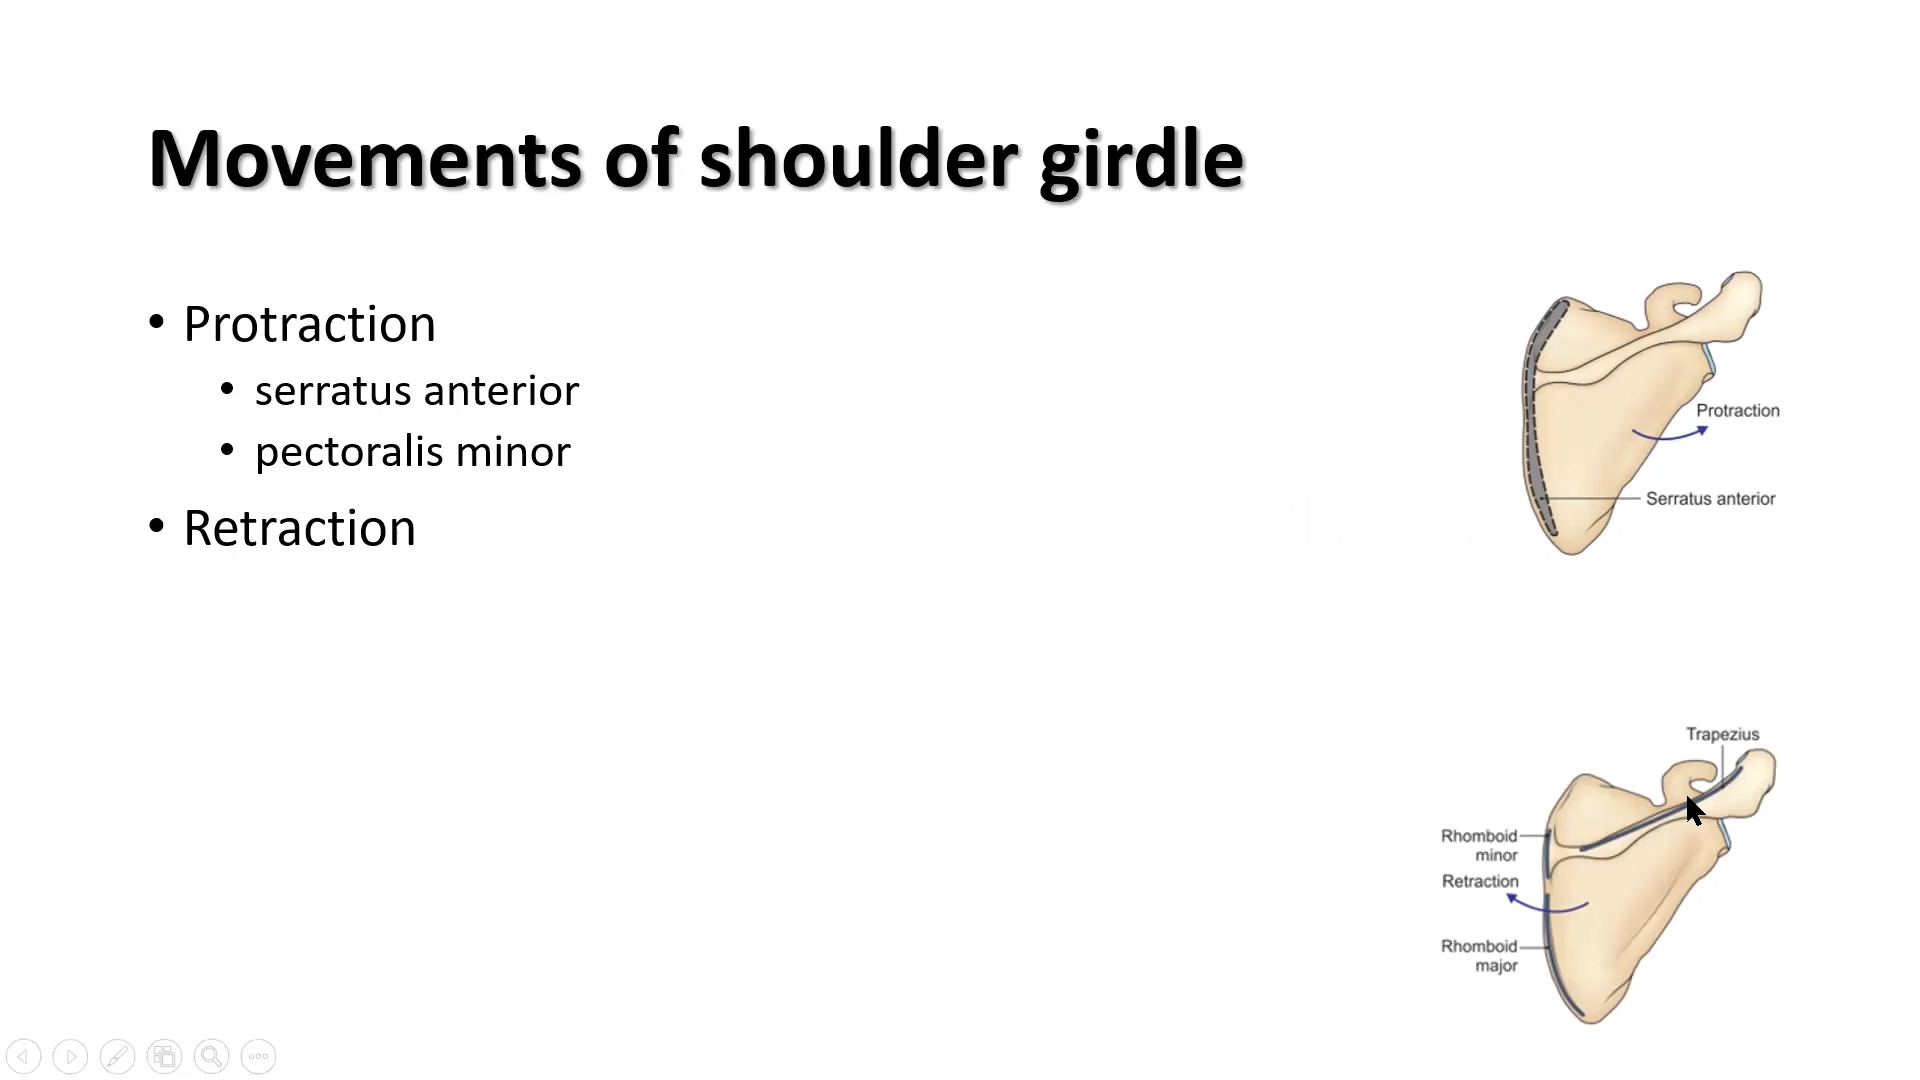 Movements of shoulder girdle
• Protraction
• serratus anterior
• pectoralis minor
• Retraction
Protraction
Serratus anterior
Trapezius
Rhomboid
minor
Retraction
Rhomboid
major